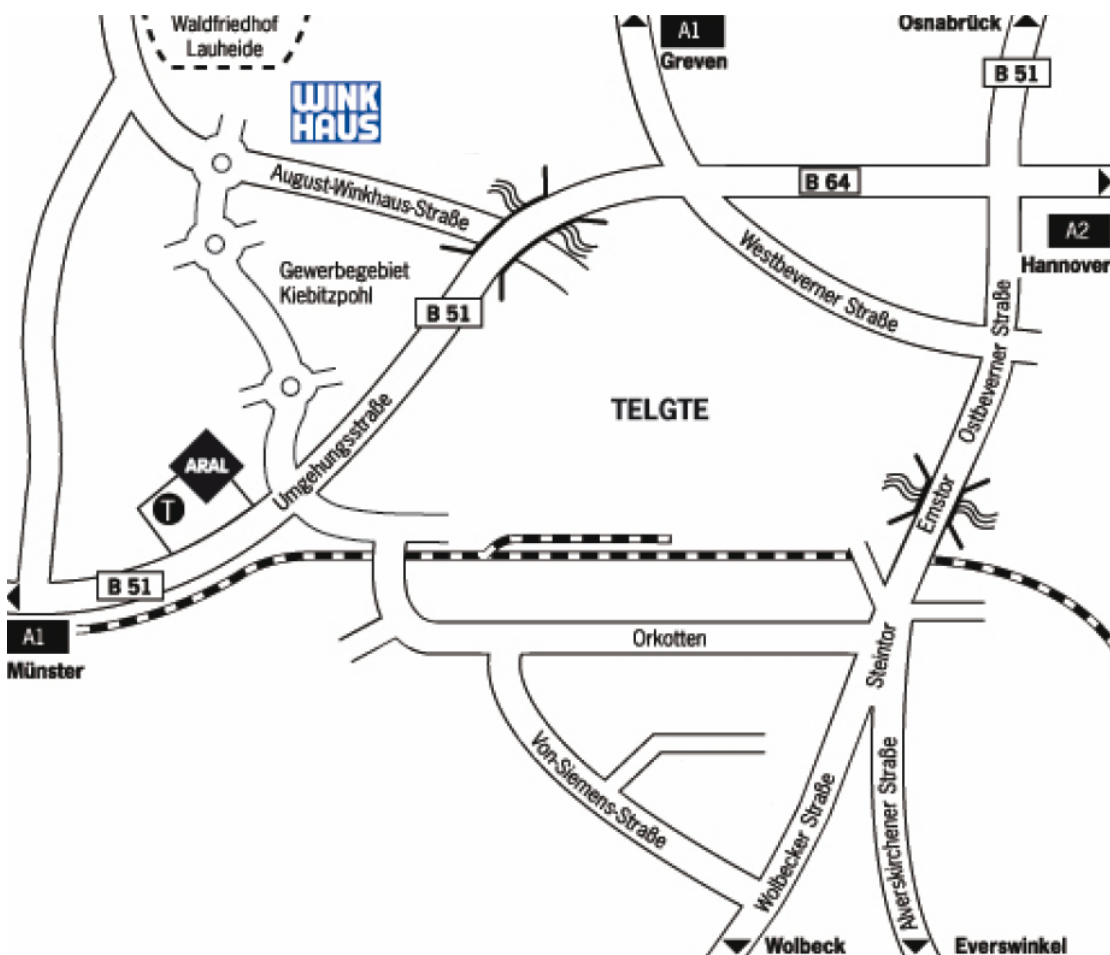 Waldfriedhof
Lauheide
A1
Greven
Osnabrück
B 51
WINK
HAUS
August-Winkhaus-Straße
B 64
A2
Hannover
Westbeverner Straße
Gewerbegebiet
Kiebitzpohl
B 51
Ostbeverner Straße
TELGTE
Umgehungsstraße
ARAL
T
Emstor
B 51
A1
Münster
Orkotten
Steintor
Von-Siemens-Straße
Wolbecker Straße
Alverskirchener Straße
Wolbeck
Everswinkel